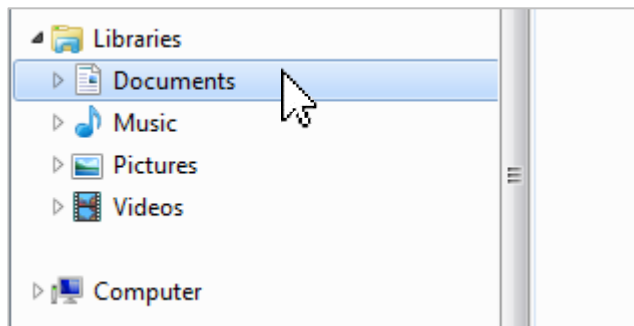 Libraries
Documents
Music
Pictures
Videos
Computer